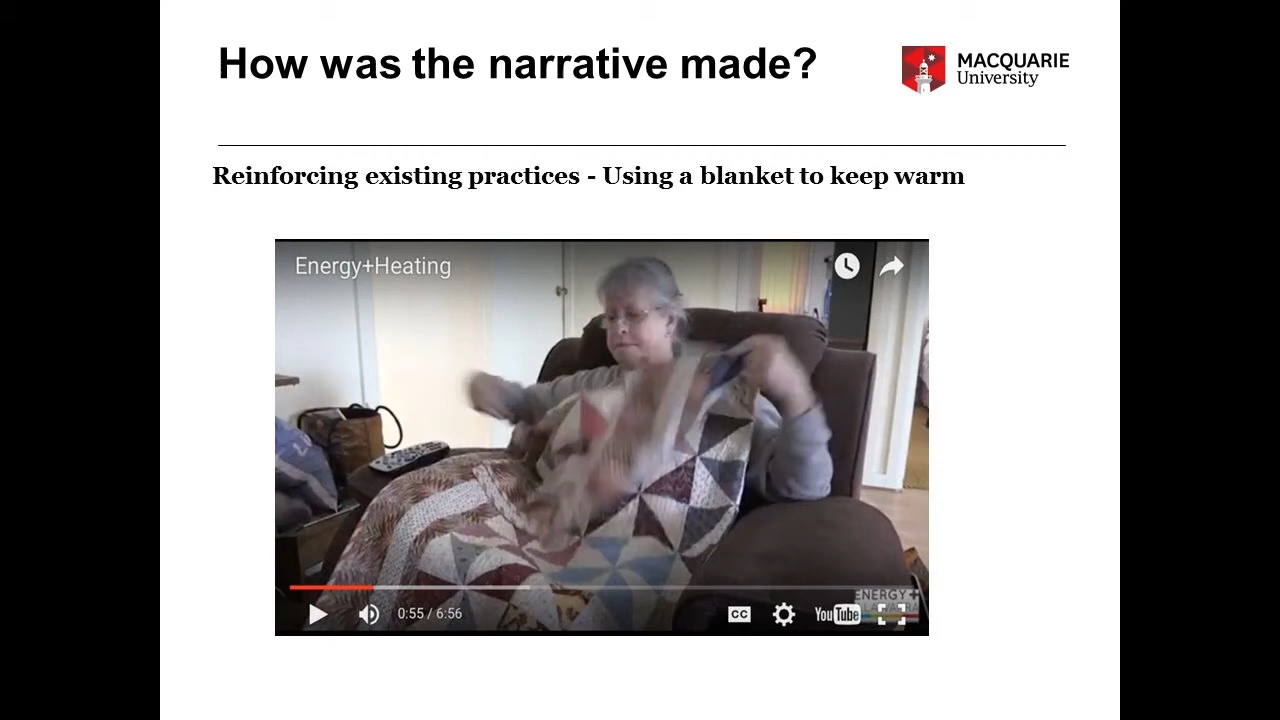 How was the narrative made?
MACQUARIE
University
Reinforcing existing practices - Using a blanket to keep warm
Energy+Heating
0:55 / 6:56
CC
YouTube
ENERGY+